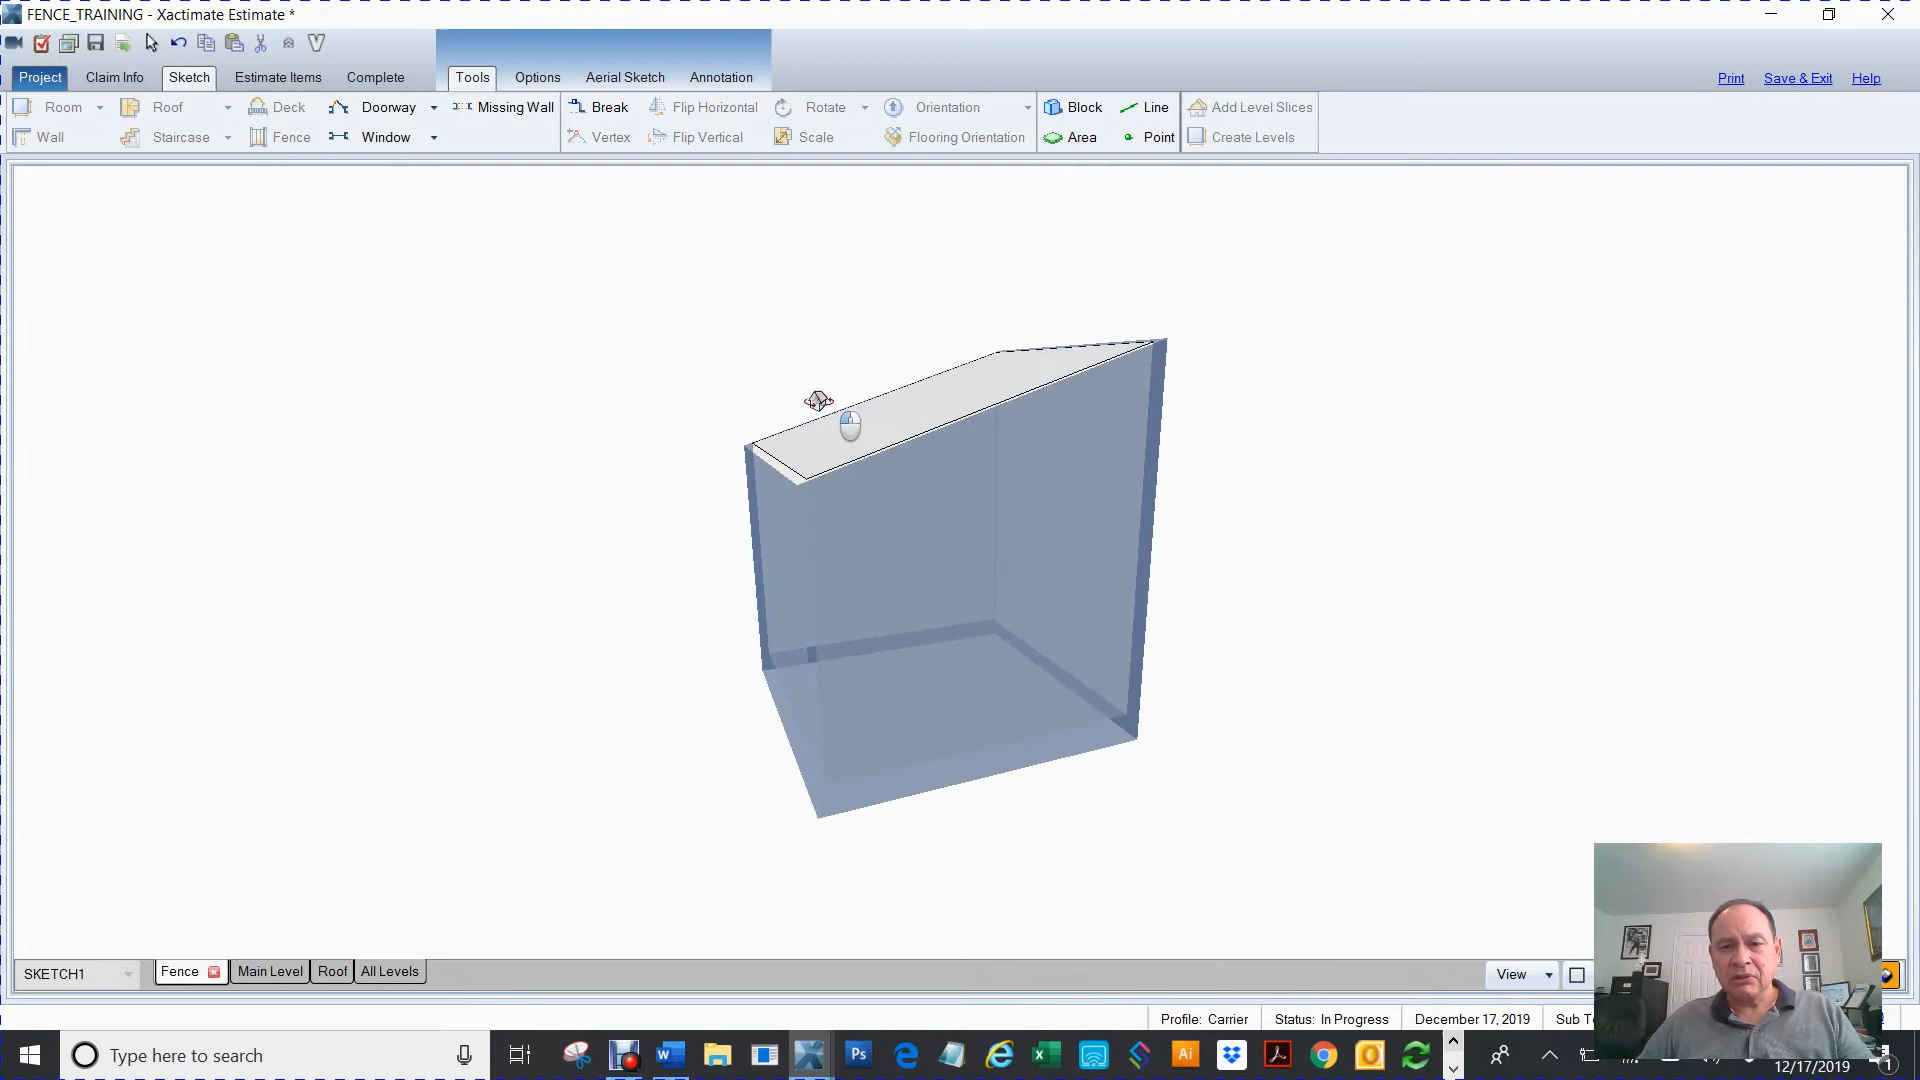 FENCE_TRAINING - Xactimate Estimate *
Project Claim Info Sketch Estimate Items Complete Tools Options Aerial Sketch Annotation Print Save & Exit Help
Room Roof Deck Doorway Missing Wall Break Flip Horizontal Rotate Orientation Block Line Add Level Slices
Wall Staircase Fence Window Vertex Flip Vertical Scale Flooring Orientation Area Point Create Levels
SKETCH1 Fence Main Level Roof All Levels View
Profile: Carrier Status: In Progress December 17, 2019
Type here to search
12/17/2019
1